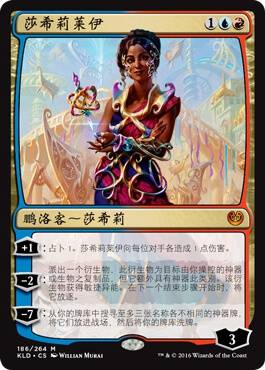 莎希莉莱伊 1
鹏洛客～莎希莉
+1：占卜1。莎希莉莱伊向每位对手各造成1点伤害。
-2：派出一个衍生物，此衍生物为目标由你操控的神器
或生物之复制品，但它额外具有神器此类别。该衍
生物获得敏捷异能。在下一个结束步骤开始时，将
它放逐。
-7：从你的牌库中搜寻至多三张名称各不相同的神器牌，
将它们放进战场，然后将你的牌库洗牌。
3
186/264 M
KLD • CS WILLIAN MURAI
™ & © 2016 Wizards of the Coast